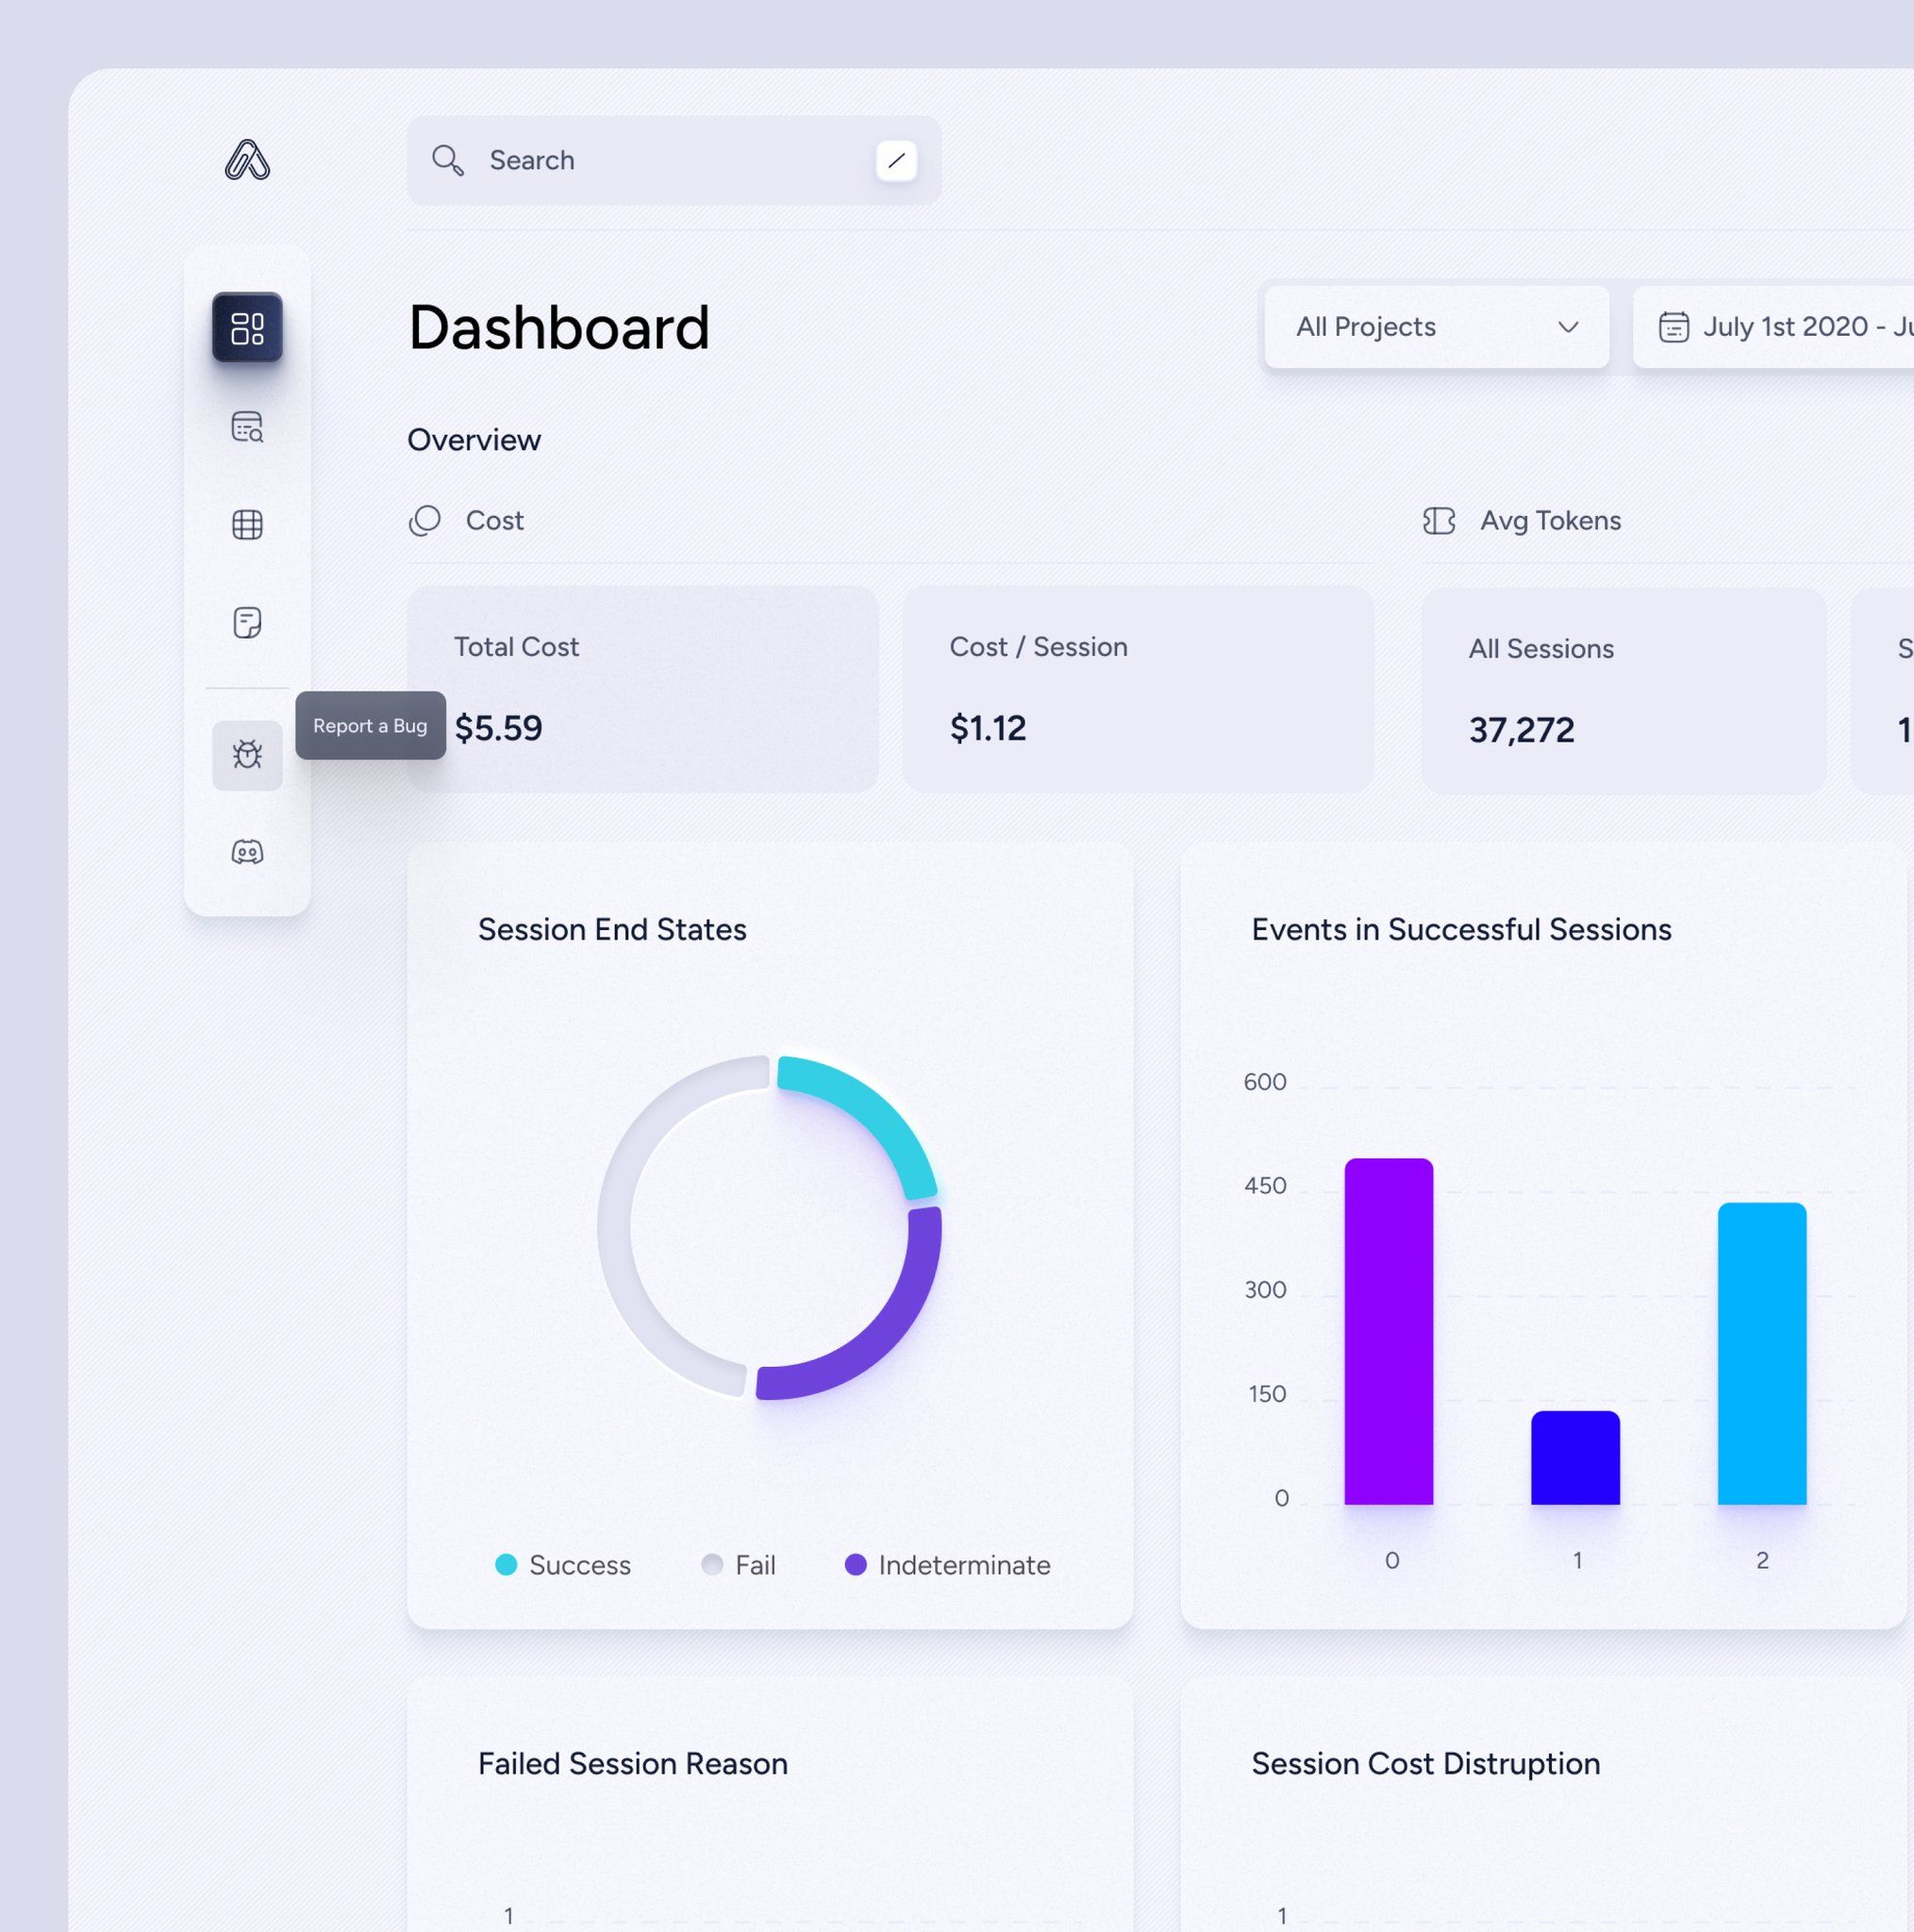 Search
Dashboard
All Projects
July 1st 2020 -
Overview
Cost
Avg Tokens
Total Cost
$5.59
Cost / Session
$1.12
All Sessions
37,272
Report a Bug
Session End States
Success
Fail
Indeterminate
Events in Successful Sessions
600
450
300
150
0
0
1
2
Failed Session Reason
1
Session Cost Distruption
1